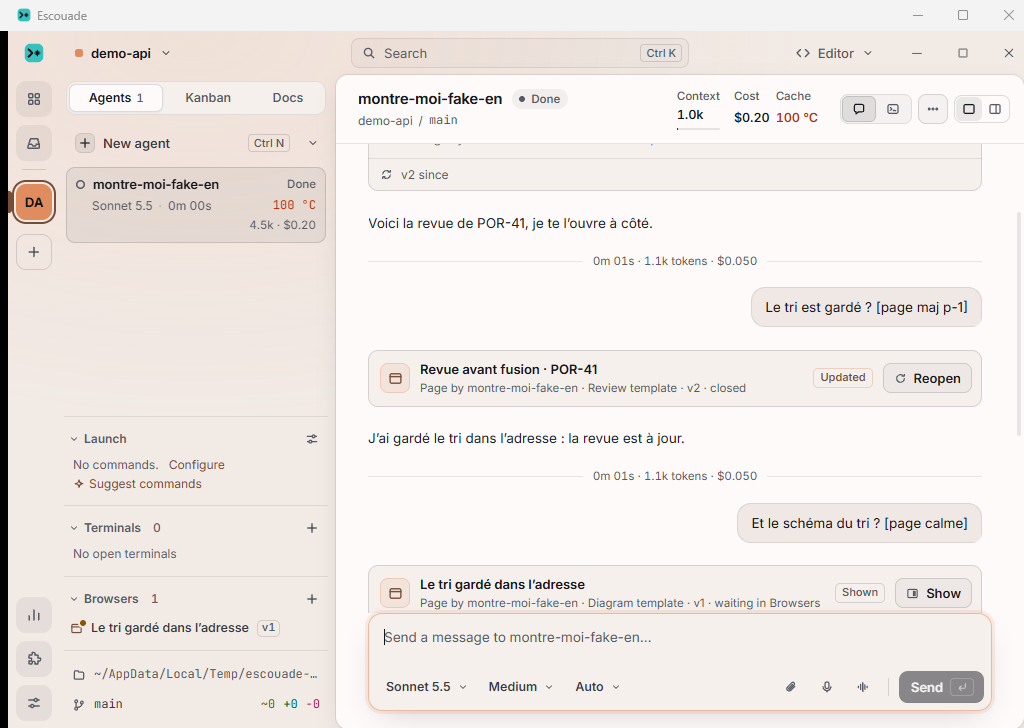 Escouade
demo-api
Search
Ctrl K
Editor
Agents 1
Kanban
Docs
New agent
Ctrl N
montre-moi-fake-en
Done
Sonnet 5.5 · 0m 00s
100 °C
4.5k · $0.20
DA
Launch
No commands. Configure
Suggest commands
Terminals 0
No open terminals
Browsers 1
Le tri gardé dans l’adresse v1
~/AppData/Local/Temp/escouade-…
main
~0 +0 -0
montre-moi-fake-en
Done
demo-api / main
Context
1.0k
Cost
$0.20
Cache
100 °C
v2 since
Voici la revue de POR-41, je te l’ouvre à côté.
0m 01s · 1.1k tokens · $0.050
Le tri est gardé ? [page maj p-1]
Revue avant fusion · POR-41
Page by montre-moi-fake-en · Review template · v2 · closed
Updated
Reopen
J’ai gardé le tri dans l’adresse : la revue est à jour.
0m 01s · 1.1k tokens · $0.050
Et le schéma du tri ? [page calme]
Le tri gardé dans l’adresse
Page by montre-moi-fake-en · Diagram template · v1 · waiting in Browsers
Shown
Show
Send a message to montre-moi-fake-en...
Sonnet 5.5
Medium
Auto
Send